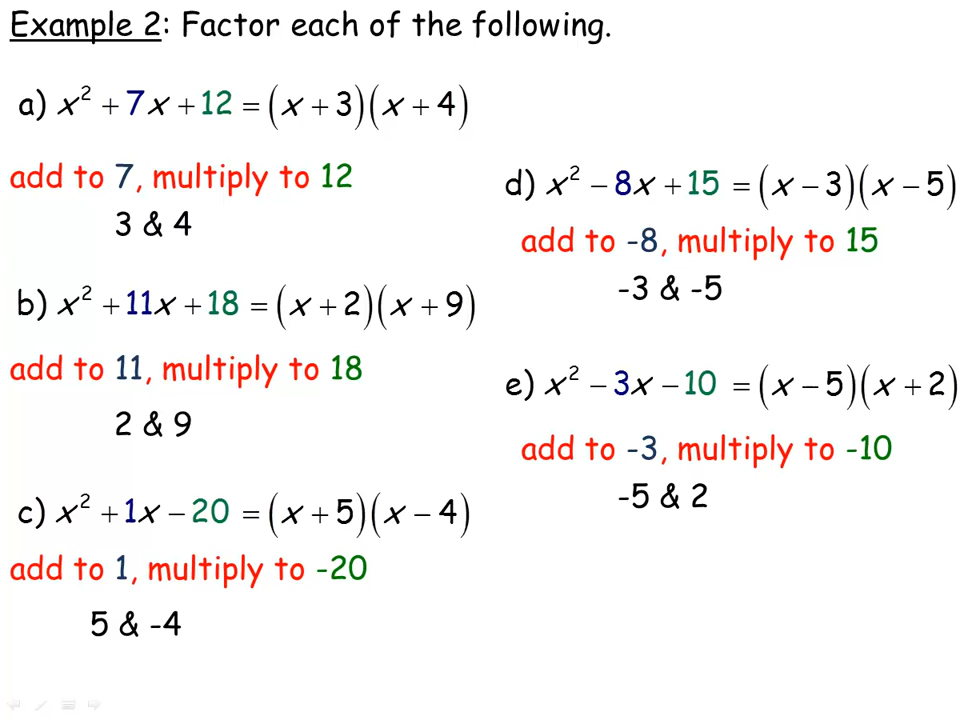 Example 2: Factor each of the following.
a) x² + 7x + 12 = (x + 3)(x + 4)
add to 7, multiply to 12
3 & 4
b) x² + 11x + 18 = (x + 2)(x + 9)
add to 11, multiply to 18
2 & 9
c) x² + 1x − 20 = (x + 5)(x − 4)
add to 1, multiply to -20
5 & -4
d) x² − 8x + 15 = (x − 3)(x − 5)
add to -8, multiply to 15
-3 & -5
e) x² − 3x − 10 = (x − 5)(x + 2)
add to -3, multiply to -10
-5 & 2